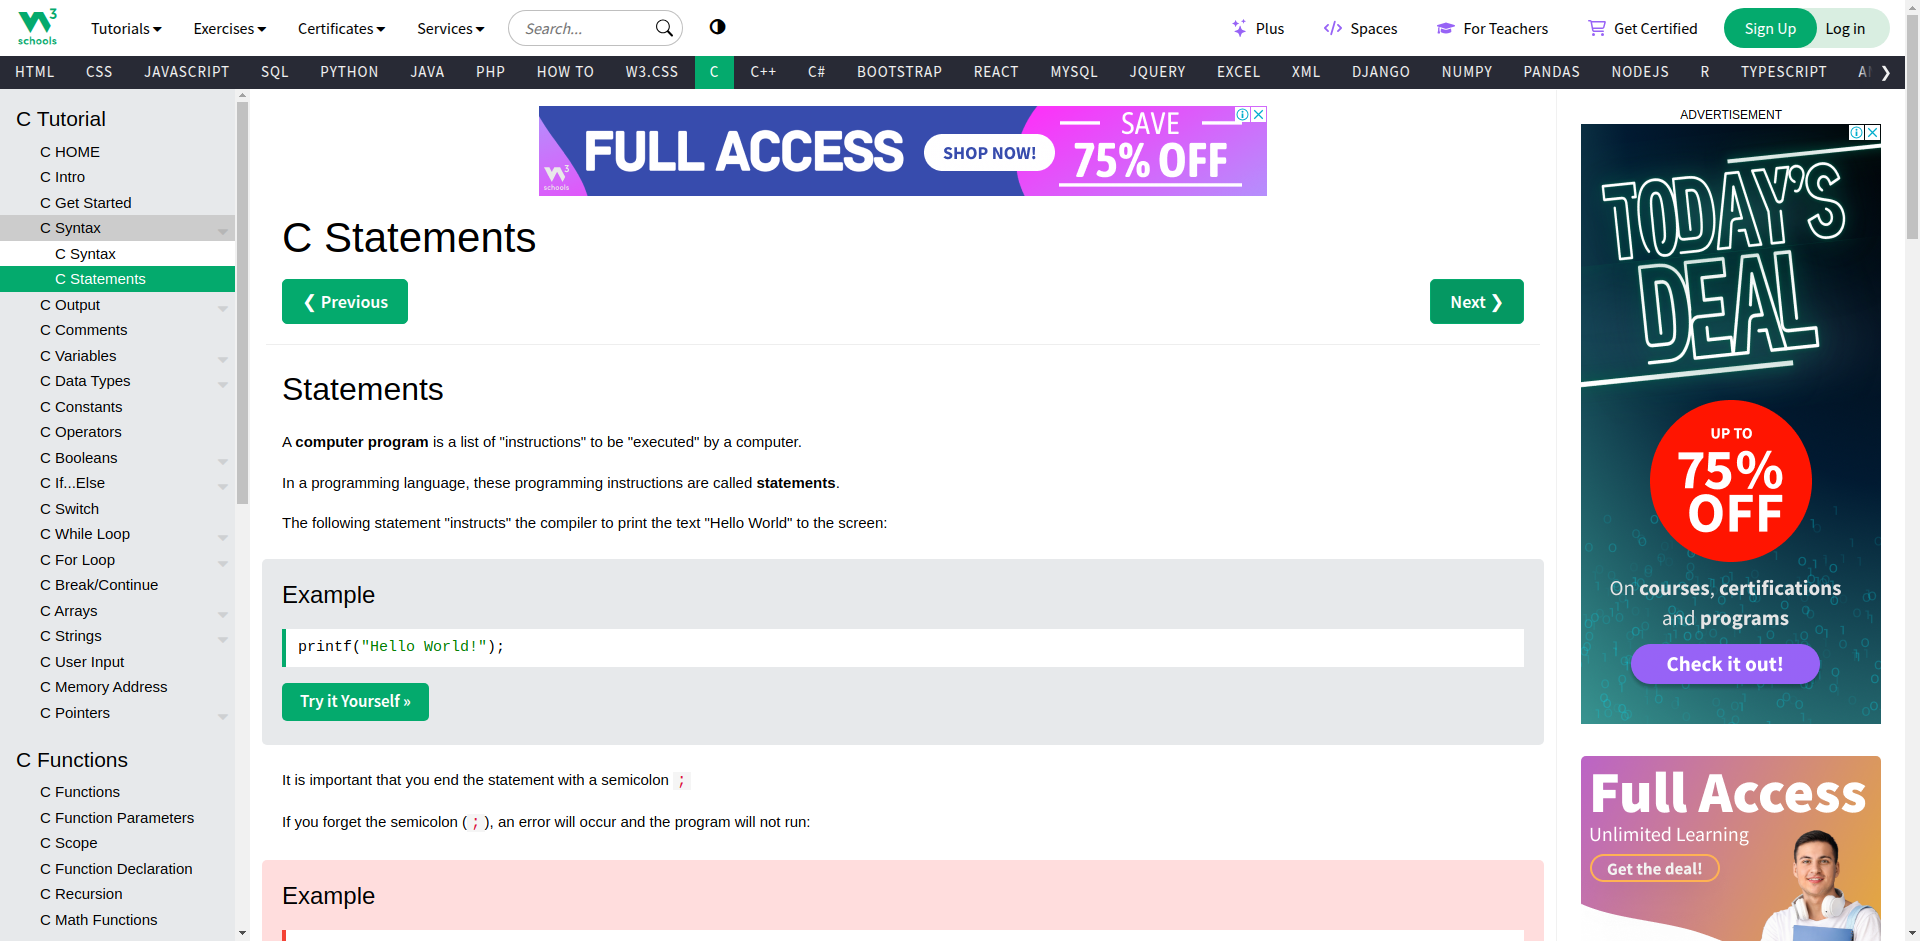 3
schools
Tutorials
Exercises
Certificates
Services
Search...
Plus
Spaces
For Teachers
Get Certified
Sign Up
Log in
HTML CSS JAVASCRIPT SQL PYTHON JAVA PHP HOW TO W3.CSS C C++ C# BOOTSTRAP REACT MYSQL JQUERY EXCEL XML DJANGO NUMPY PANDAS NODEJS R TYPESCRIPT
C Tutorial
C HOME
C Intro
C Get Started
C Syntax
C Syntax
C Statements
C Output
C Comments
C Variables
C Data Types
C Constants
C Operators
C Booleans
C If...Else
C Switch
C While Loop
C For Loop
C Break/Continue
C Arrays
C Strings
C User Input
C Memory Address
C Pointers
C Functions
C Functions
C Function Parameters
C Scope
C Function Declaration
C Recursion
C Math Functions
3
schools
FULL ACCESS
SHOP NOW!
SAVE
75% OFF
C Statements
❮ Previous
Next ❯
Statements
A computer program is a list of "instructions" to be "executed" by a computer.
In a programming language, these programming instructions are called statements.
The following statement "instructs" the compiler to print the text "Hello World" to the screen:
Example
printf("Hello World!");
Try it Yourself »
It is important that you end the statement with a semicolon ;
If you forget the semicolon (;), an error will occur and the program will not run:
Example
ADVERTISEMENT
TODAY'S
DEAL
UP TO
75%
OFF
On courses, certifications
and programs
Check it out!
Full Access
Unlimited Learning
Get the deal!